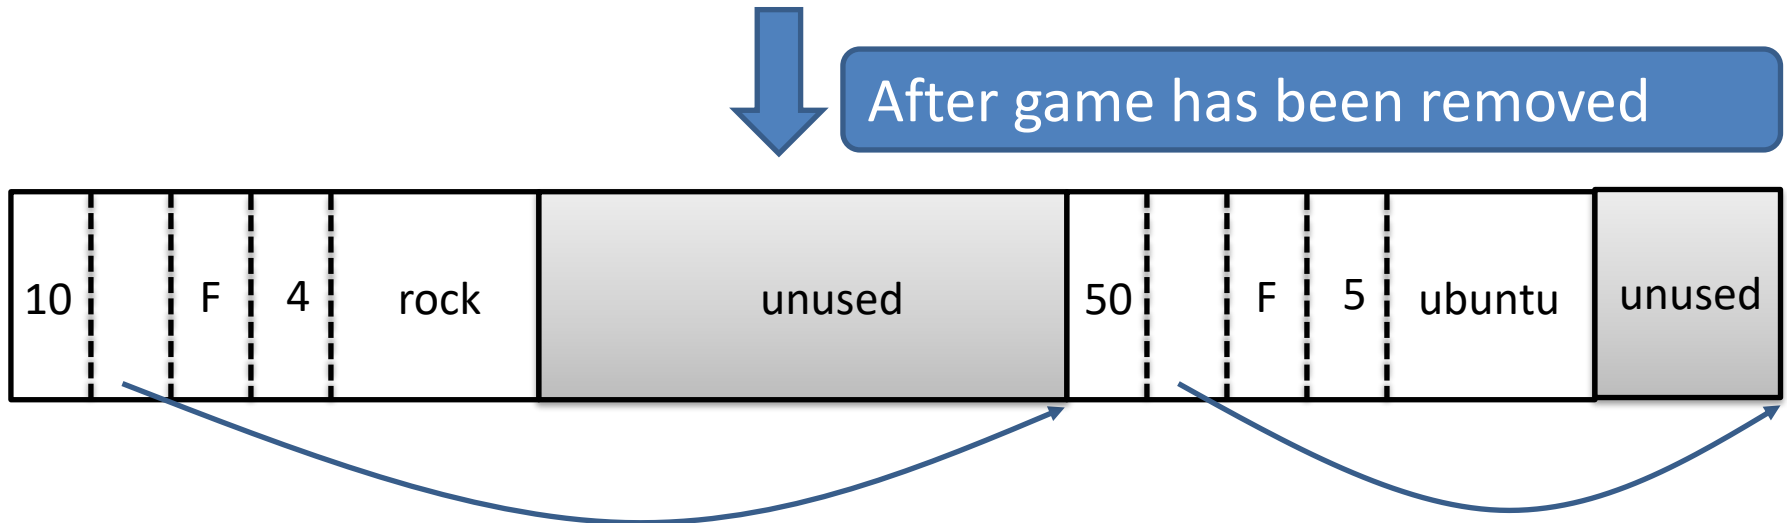 After game has been removed
10 F 4 rock unused 50 F 5 ubuntu unused